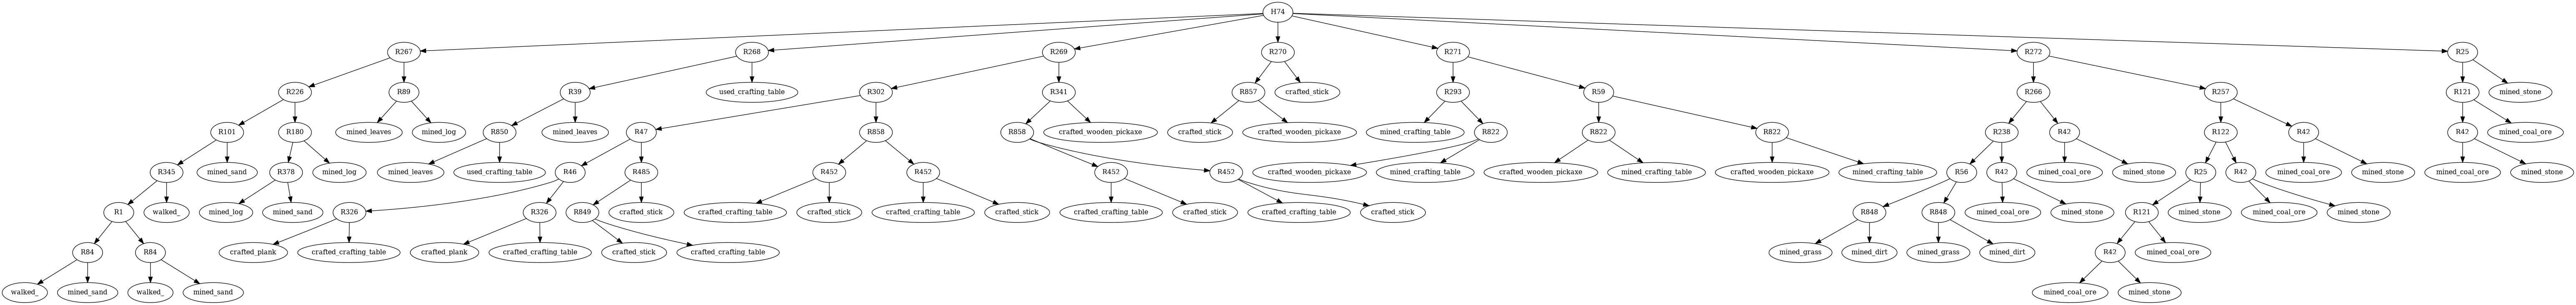 H74
R267 R268 R269 R270 R271 R272 R25
R226 R89 R39 used_crafting_table R302 R341 R857 crafted_stick R293 R59 R266 R257 R121 mined_stone
R101 R180 mined_leaves mined_log R850 mined_leaves R47 R858 R858 crafted_wooden_pickaxe crafted_stick crafted_wooden_pickaxe mined_crafting_table R822 R822 R822 R238 R42 R122 R42 R42 mined_coal_ore
R345 mined_sand R378 mined_log mined_leaves used_crafting_table R46 R485 R452 R452 R452 R452 crafted_wooden_pickaxe mined_crafting_table crafted_wooden_pickaxe mined_crafting_table crafted_wooden_pickaxe mined_crafting_table R56 R42 mined_coal_ore mined_stone R25 R42 mined_coal_ore mined_stone mined_coal_ore mined_stone
R1 walked_ mined_log mined_sand R326 R326 R849 crafted_stick crafted_crafting_table crafted_stick crafted_crafting_table crafted_stick crafted_crafting_table crafted_stick crafted_crafting_table crafted_stick R848 R848 mined_coal_ore mined_stone R121 mined_stone mined_coal_ore mined_stone
R84 R84 crafted_plank crafted_crafting_table crafted_plank crafted_crafting_table crafted_stick crafted_crafting_table mined_grass mined_dirt mined_grass mined_dirt R42 mined_coal_ore
walked_ mined_sand walked_ mined_sand mined_coal_ore mined_stone